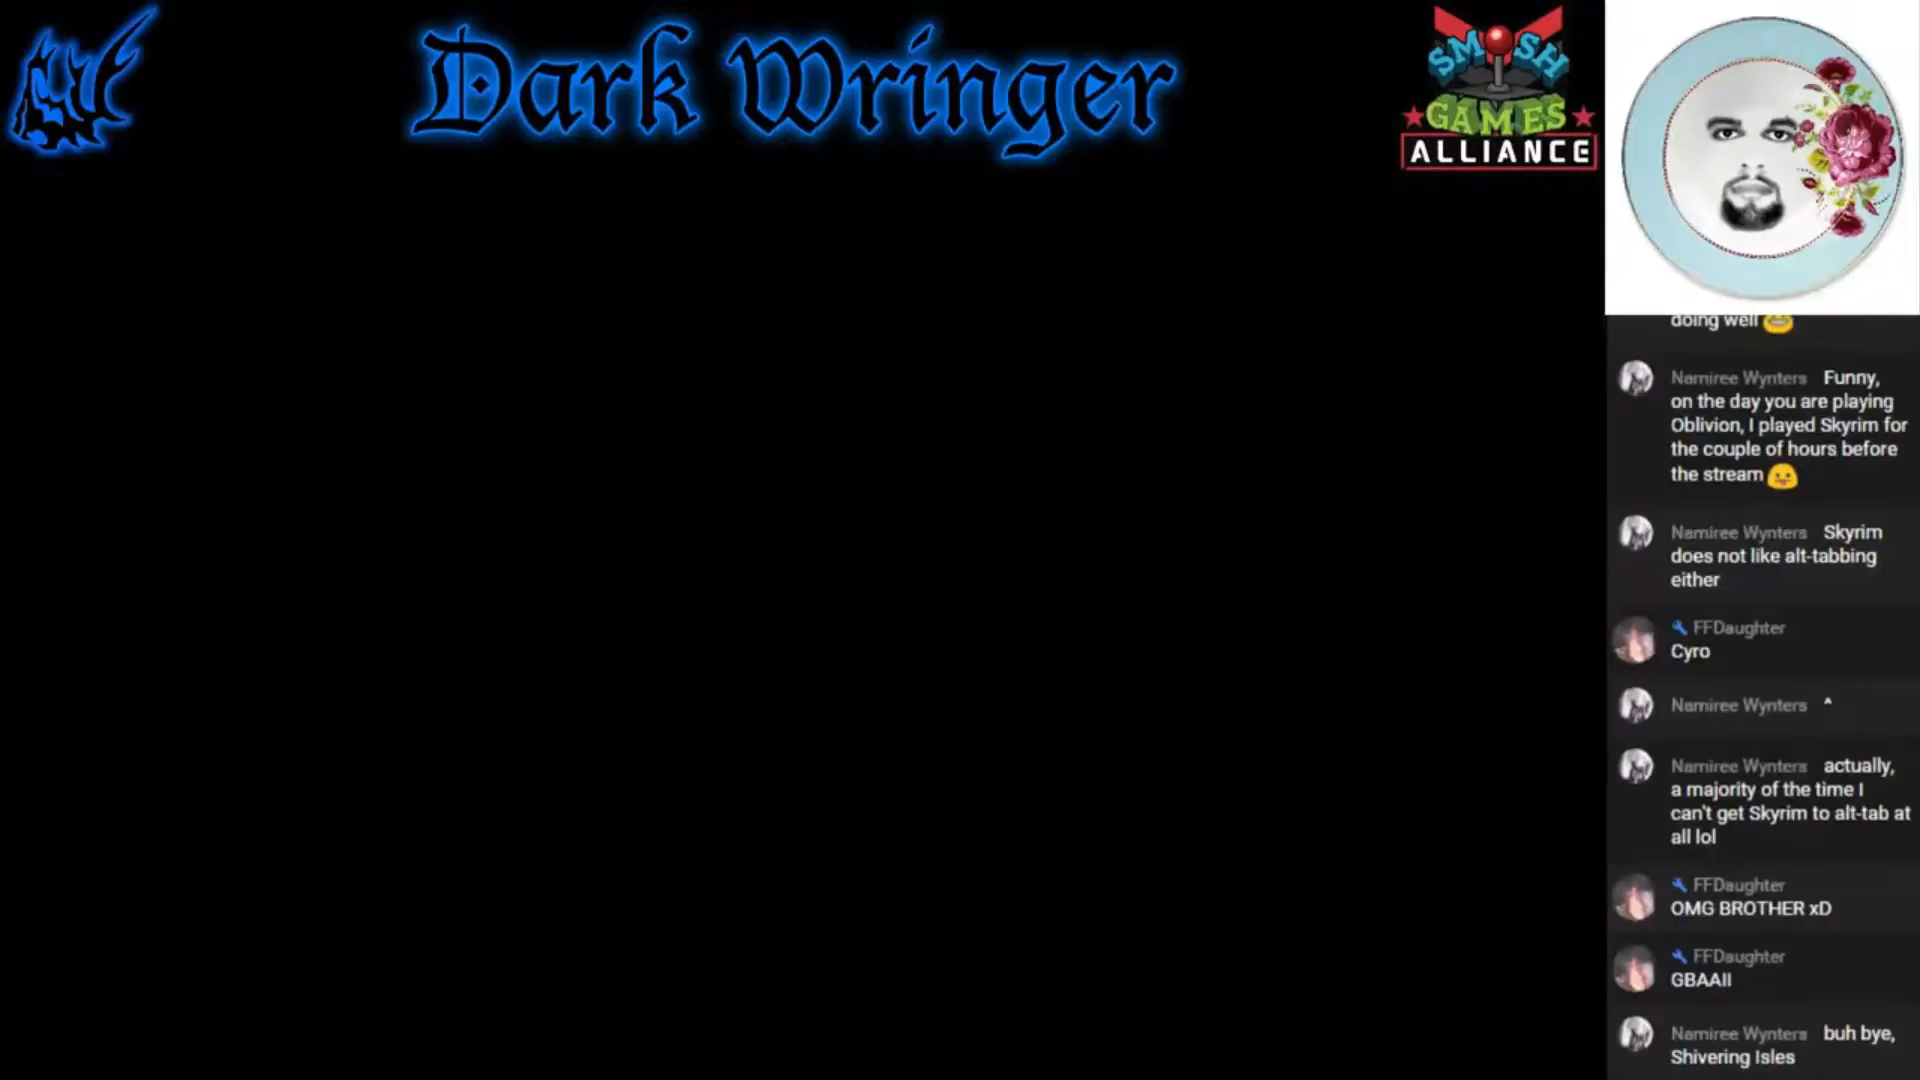 Dark Wringer
SMOSH
GAMES
ALLIANCE
doing well
Namiree Wynters Funny,
on the day you are playing
Oblivion, I played Skyrim for
the couple of hours before
the stream
Namiree Wynters Skyrim
does not like alt-tabbing
either
FFDaughter
Cyro
Namiree Wynters ^
Namiree Wynters actually,
a majority of the time I
can't get Skyrim to alt-tab at
all lol
FFDaughter
OMG BROTHER xD
FFDaughter
GBAAII
Namiree Wynters buh bye,
Shivering Isles